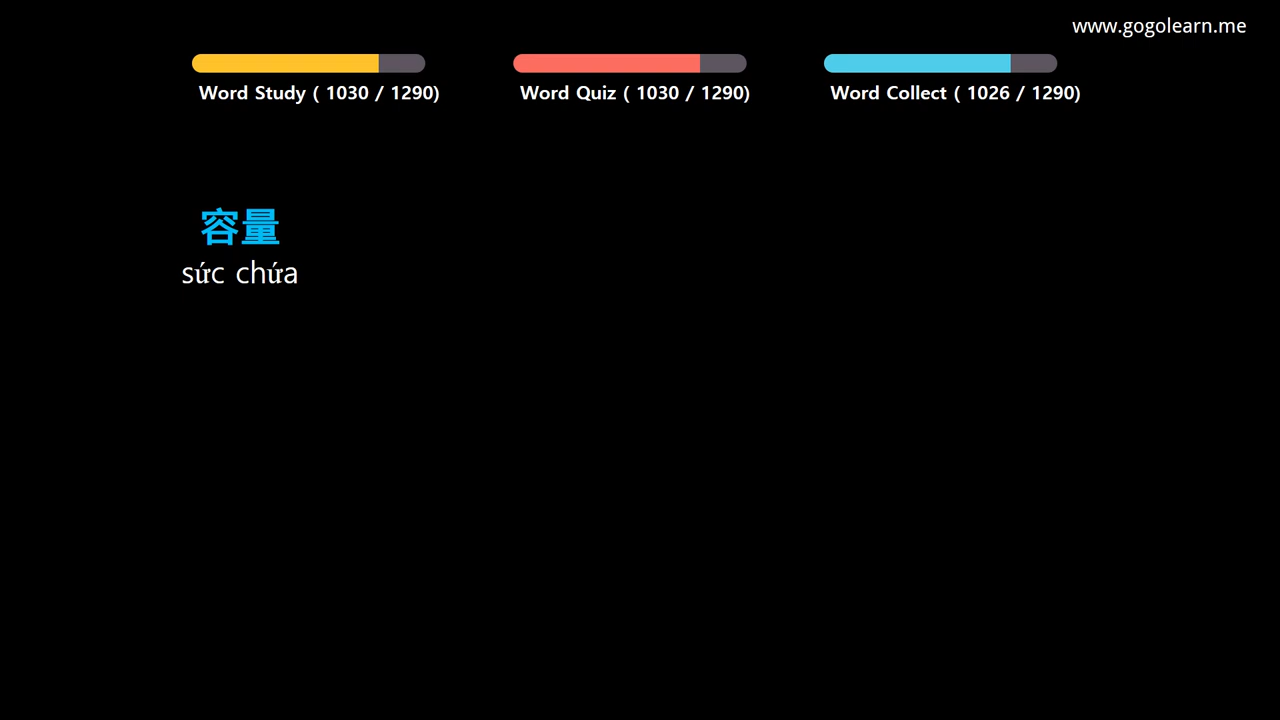 www.gogolearn.me
Word Study ( 1030 / 1290)
Word Quiz ( 1030 / 1290)
Word Collect ( 1026 / 1290)
容量
sức chứa